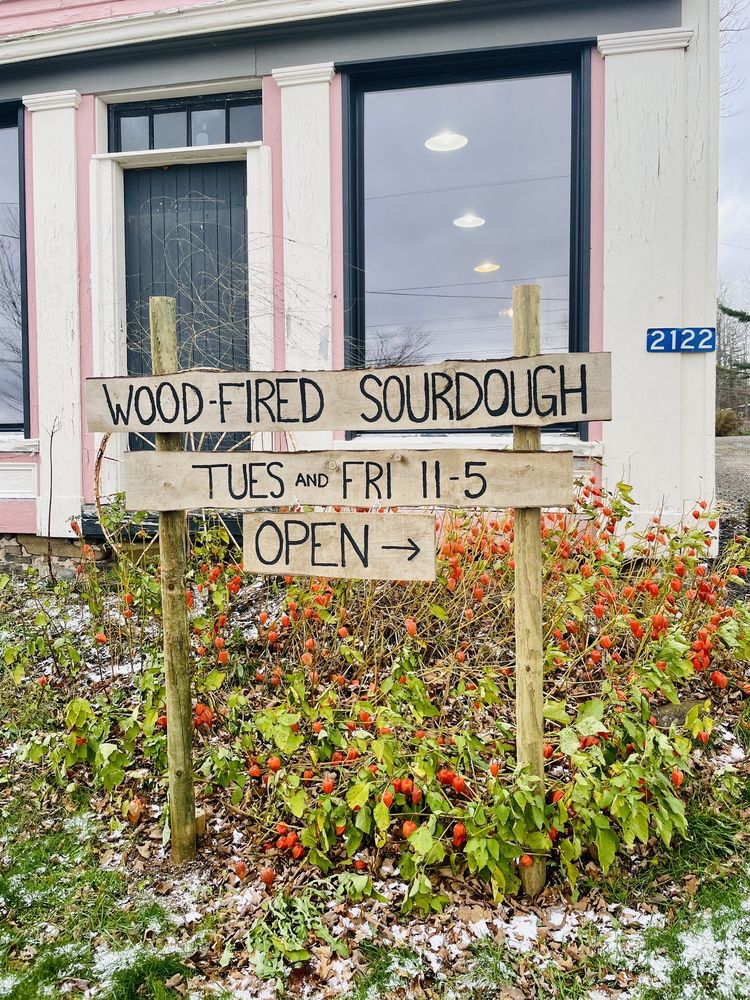 2122
WOOD-FIRED SOURDOUGH
TUES AND FRI 11-5
OPEN →